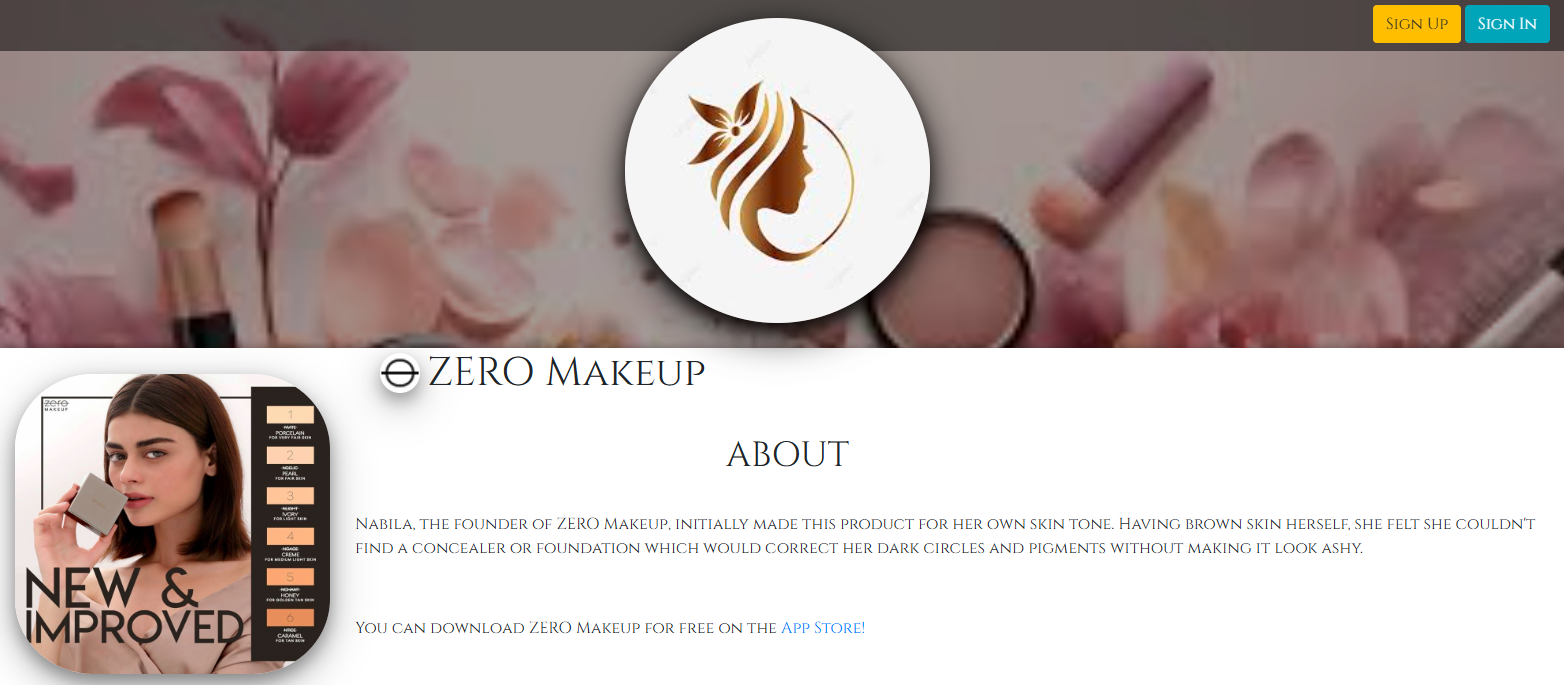 Sign Up
Sign In
ZERO Makeup
ABOUT
Nabila, the founder of ZERO Makeup, initially made this product for her own skin tone. Having brown skin herself, she felt she couldn't
find a concealer or foundation which would correct her dark circles and pigments without making it look ashy.
You can download ZERO Makeup for free on the App Store!
zero
MAKEUP
1
PORCELAIN
FOR VERY FAIR SKIN
2
PEARL
FOR FAIR SKIN
3
IVORY
FOR LIGHT SKIN
4
CREME
FOR MEDIUM LIGHT SKIN
5
HONEY
FOR GOLDEN TAN SKIN
6
CARAMEL
FOR TAN SKIN
NEW &
IMPROVED